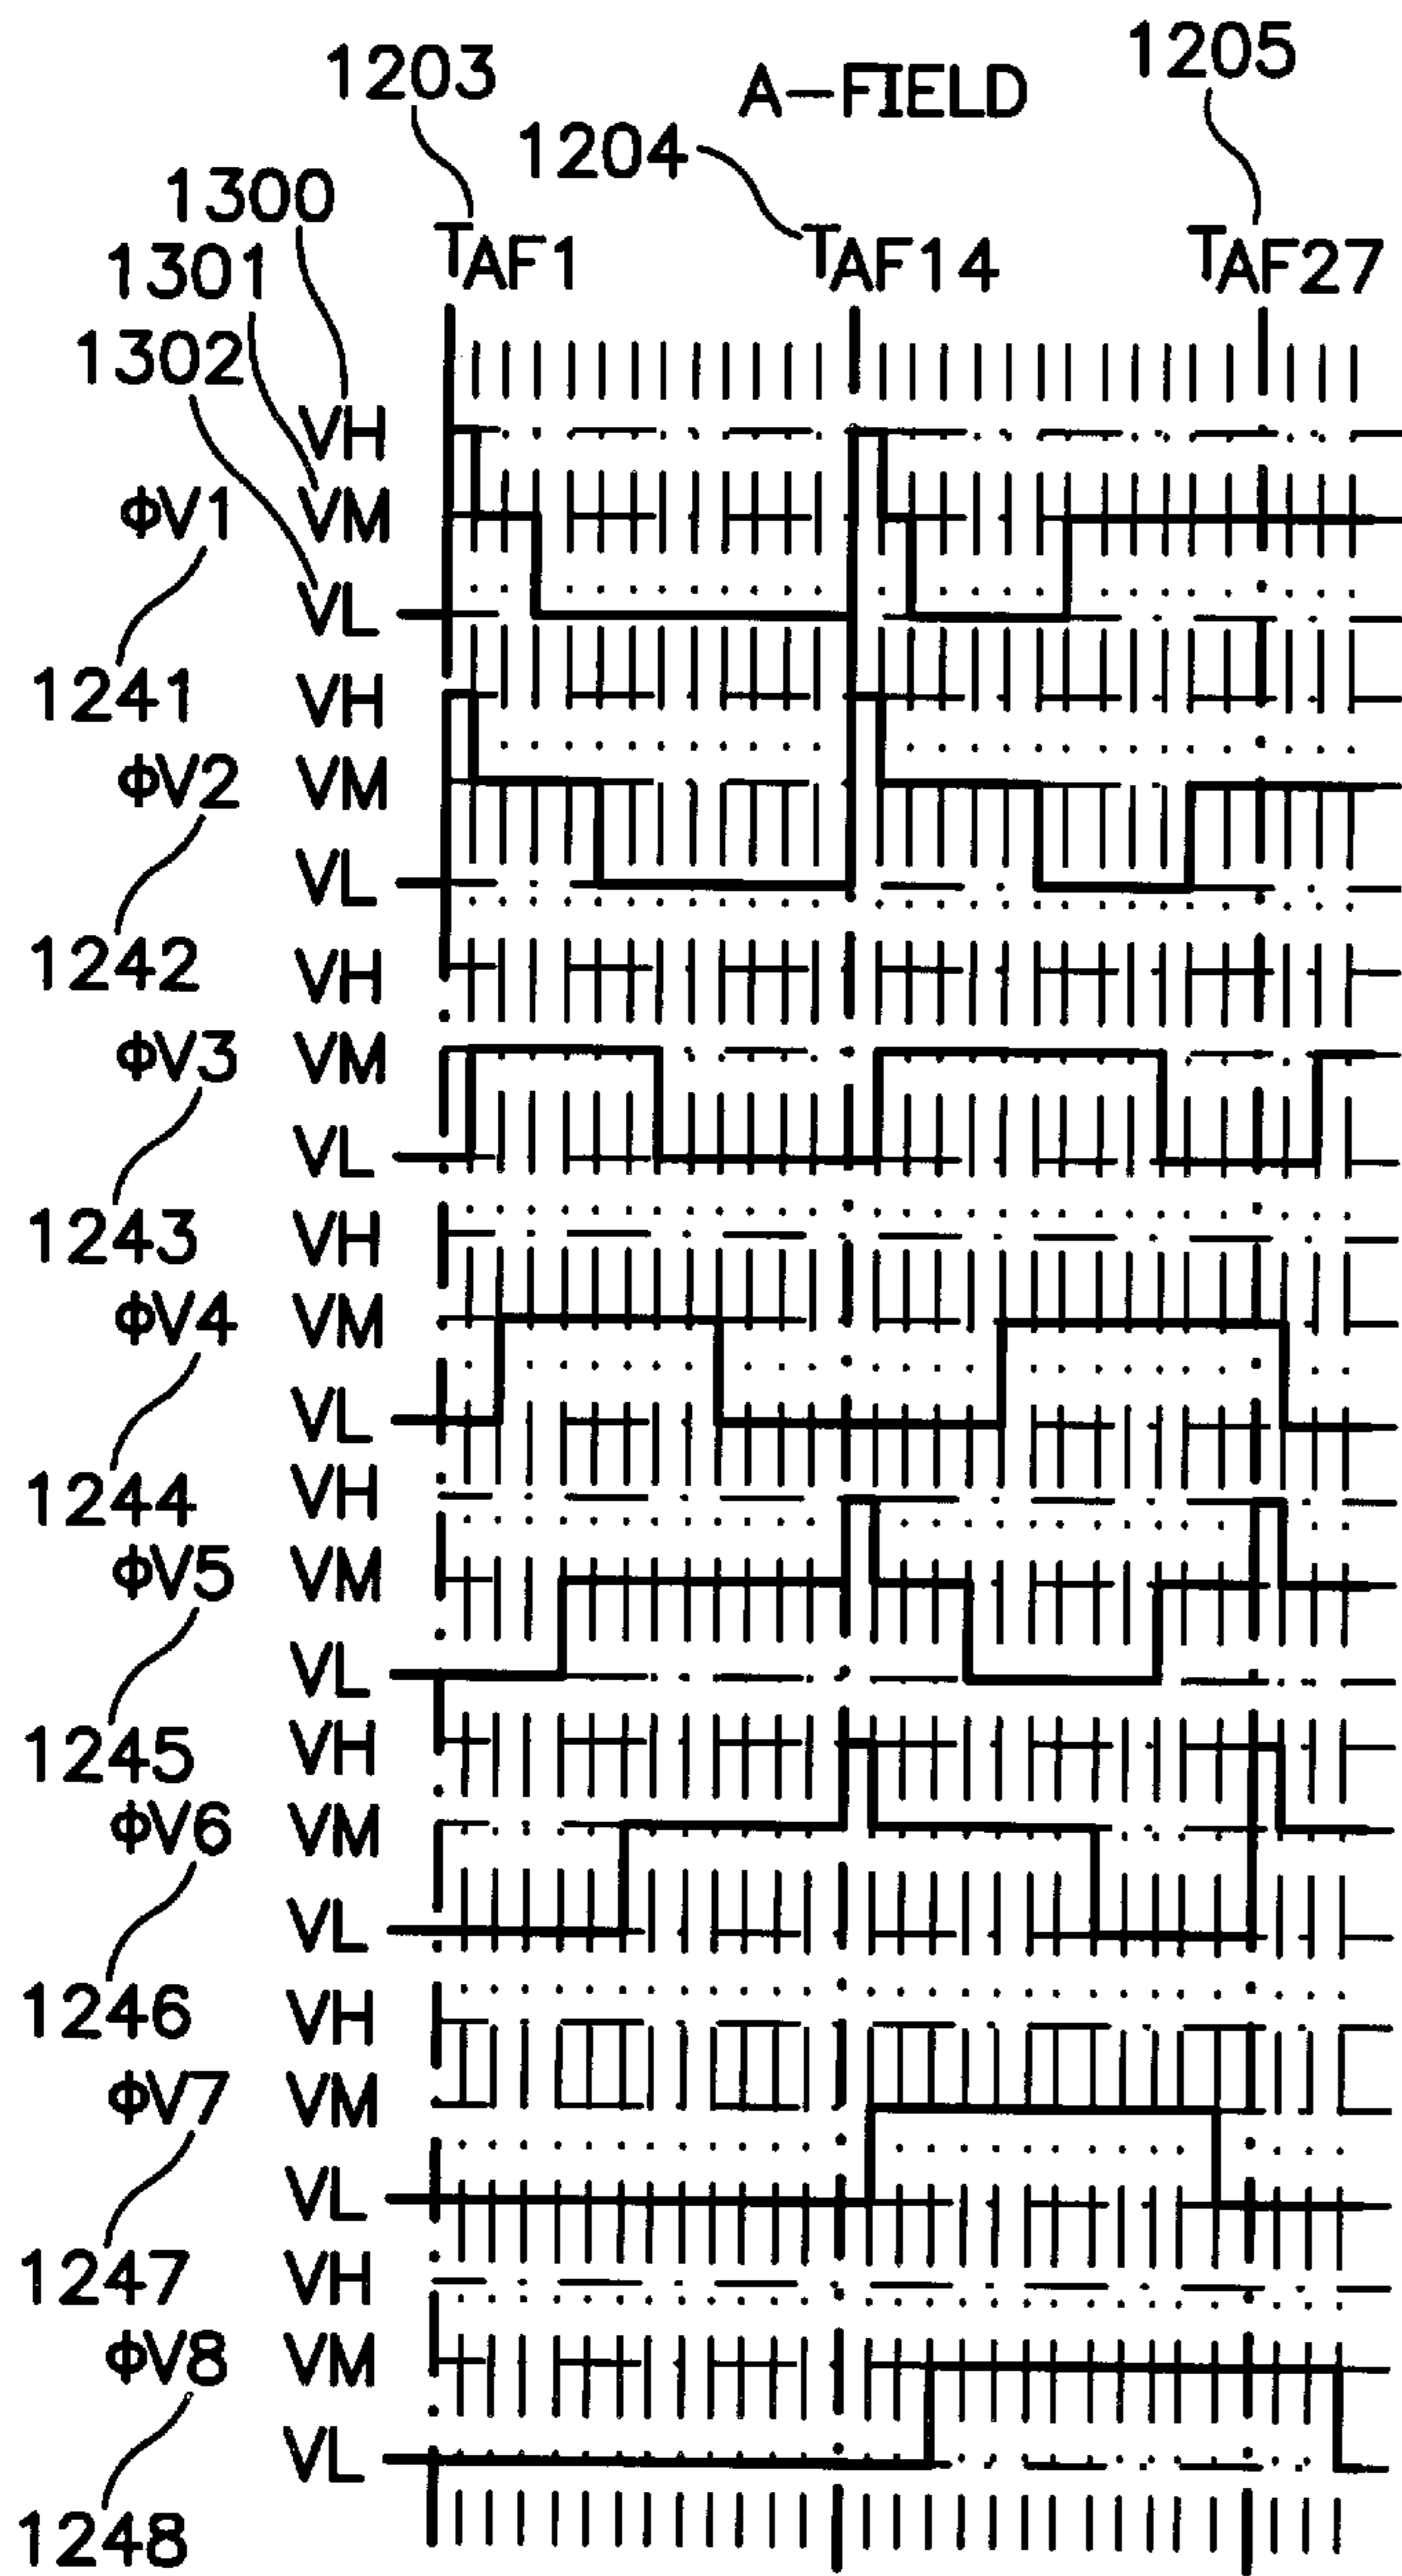 1203
A-FIELD
1205
1204
1300
1301
1302
TAF1
TAF14
TAF27
VH
ΦV1 VM
VL
1241
VH
ΦV2 VM
VL
1242
VH
ΦV3 VM
VL
1243
VH
ΦV4 VM
VL
1244
VH
ΦV5 VM
VL
1245
VH
ΦV6 VM
VL
1246
VH
ΦV7 VM
VL
1247
VH
ΦV8 VM
VL
1248